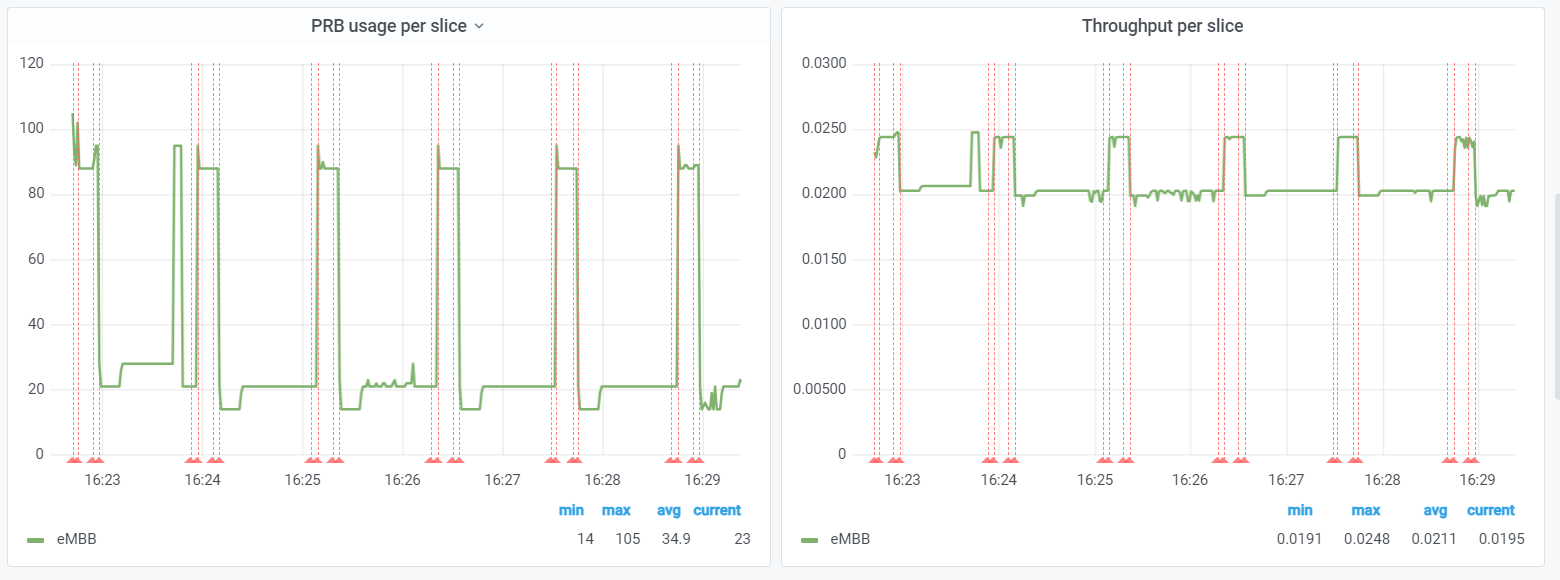 PRB usage per slice
120
100
80
60
40
20
0
16:23 16:24 16:25 16:26 16:27 16:28 16:29
min max avg current
eMBB 14 105 34.9 23
Throughput per slice
0.0300
0.0250
0.0200
0.0150
0.0100
0.00500
0
16:23 16:24 16:25 16:26 16:27 16:28 16:29
min max avg current
eMBB 0.0191 0.0248 0.0211 0.0195